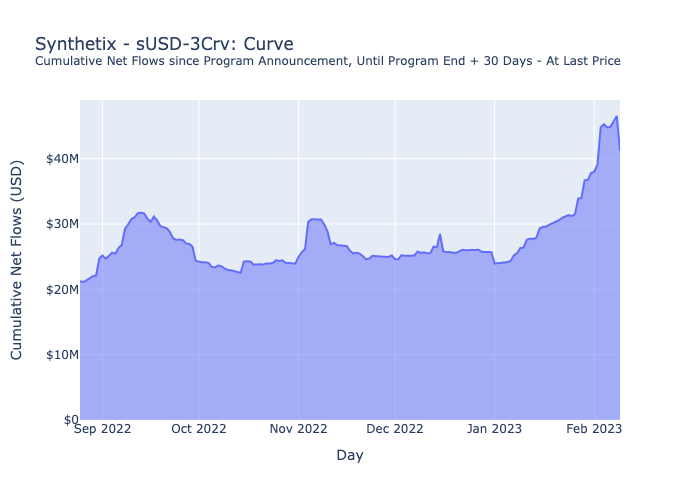 Synthetix - sUSD-3Crv: Curve
Cumulative Net Flows since Program Announcement, Until Program End + 30 Days - At Last Price
Cumulative Net Flows (USD)
$40M
$30M
$20M
$10M
$0
Sep 2022 Oct 2022 Nov 2022 Dec 2022 Jan 2023 Feb 2023
Day